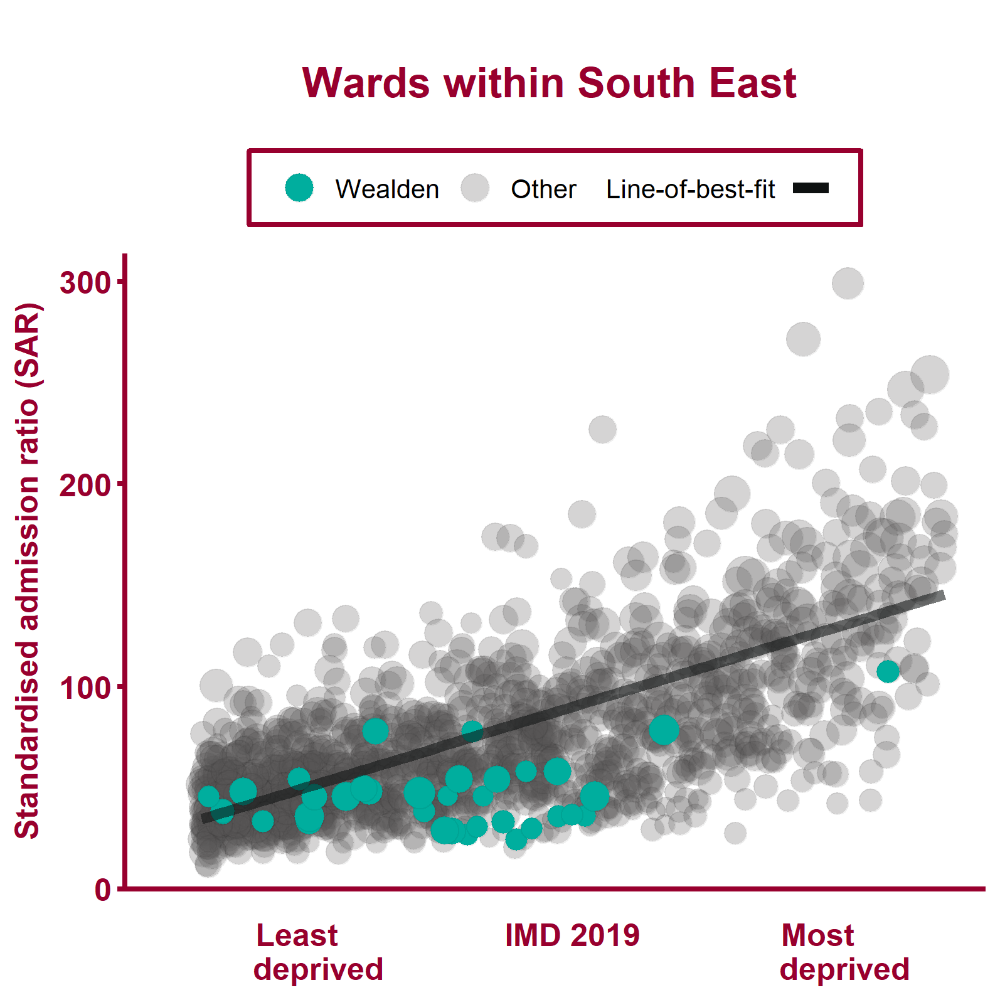 Wards within South East
Wealden Other Line-of-best-fit
Standardised admission ratio (SAR)
300
200
100
0
Least deprived
IMD 2019
Most deprived